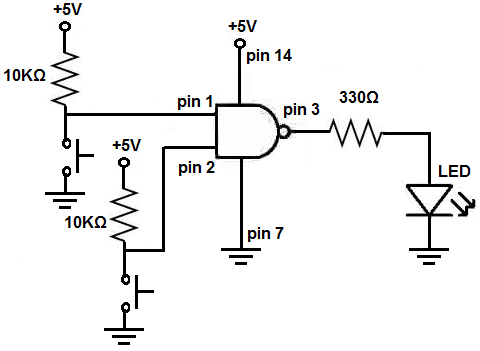 +5V
10KΩ
+5V
pin 14
pin 1
pin 3
330Ω
pin 2
+5V
10KΩ
pin 7
LED